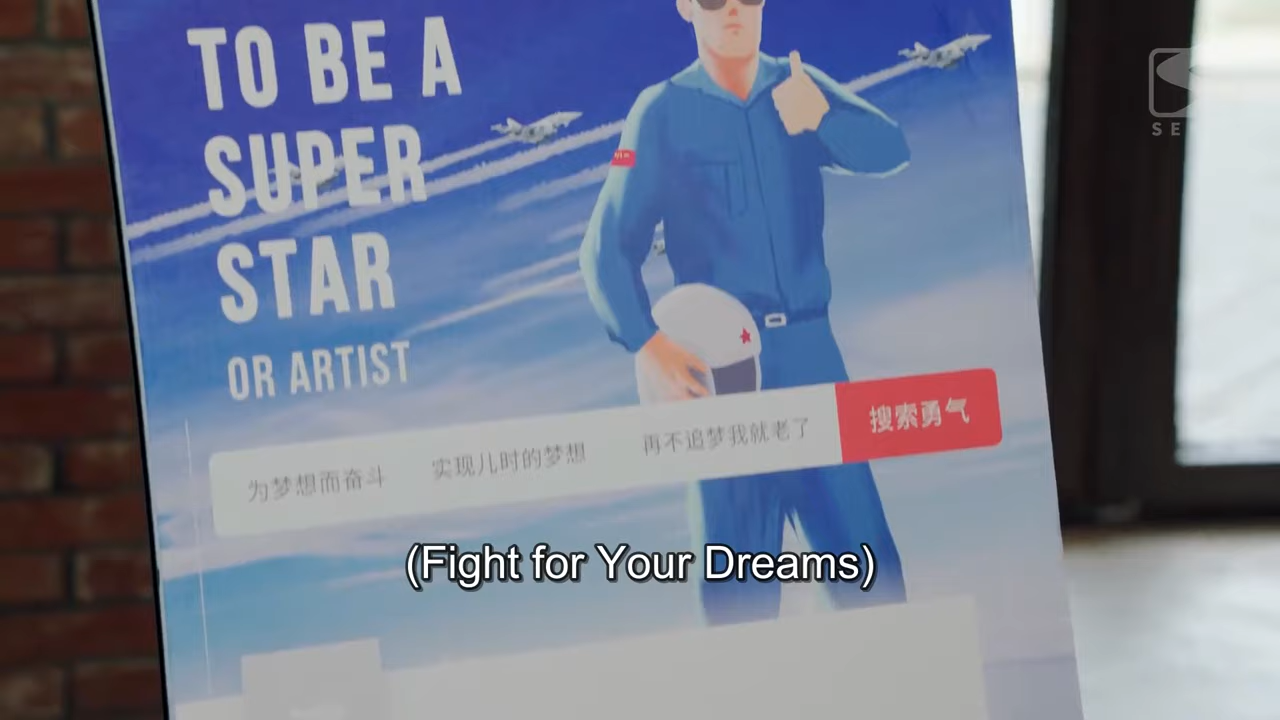 TO BE A
SUPER
STAR
OR ARTIST
为梦想而奋斗 实现儿时的梦想 再不追梦我就老了 搜索勇气
(Fight for Your Dreams)
SE